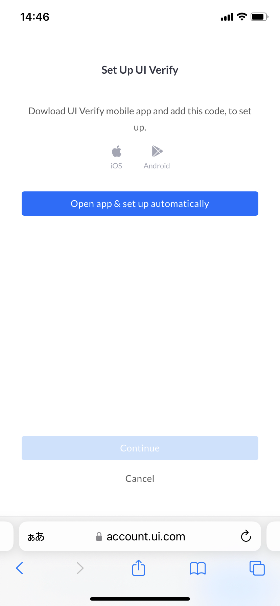 14:46
Set Up UI Verify
Dowload UI Verify mobile app and add this code, to set
up.
iOS
Android
Open app & set up automatically
Continue
Cancel
ぁあ
account.ui.com